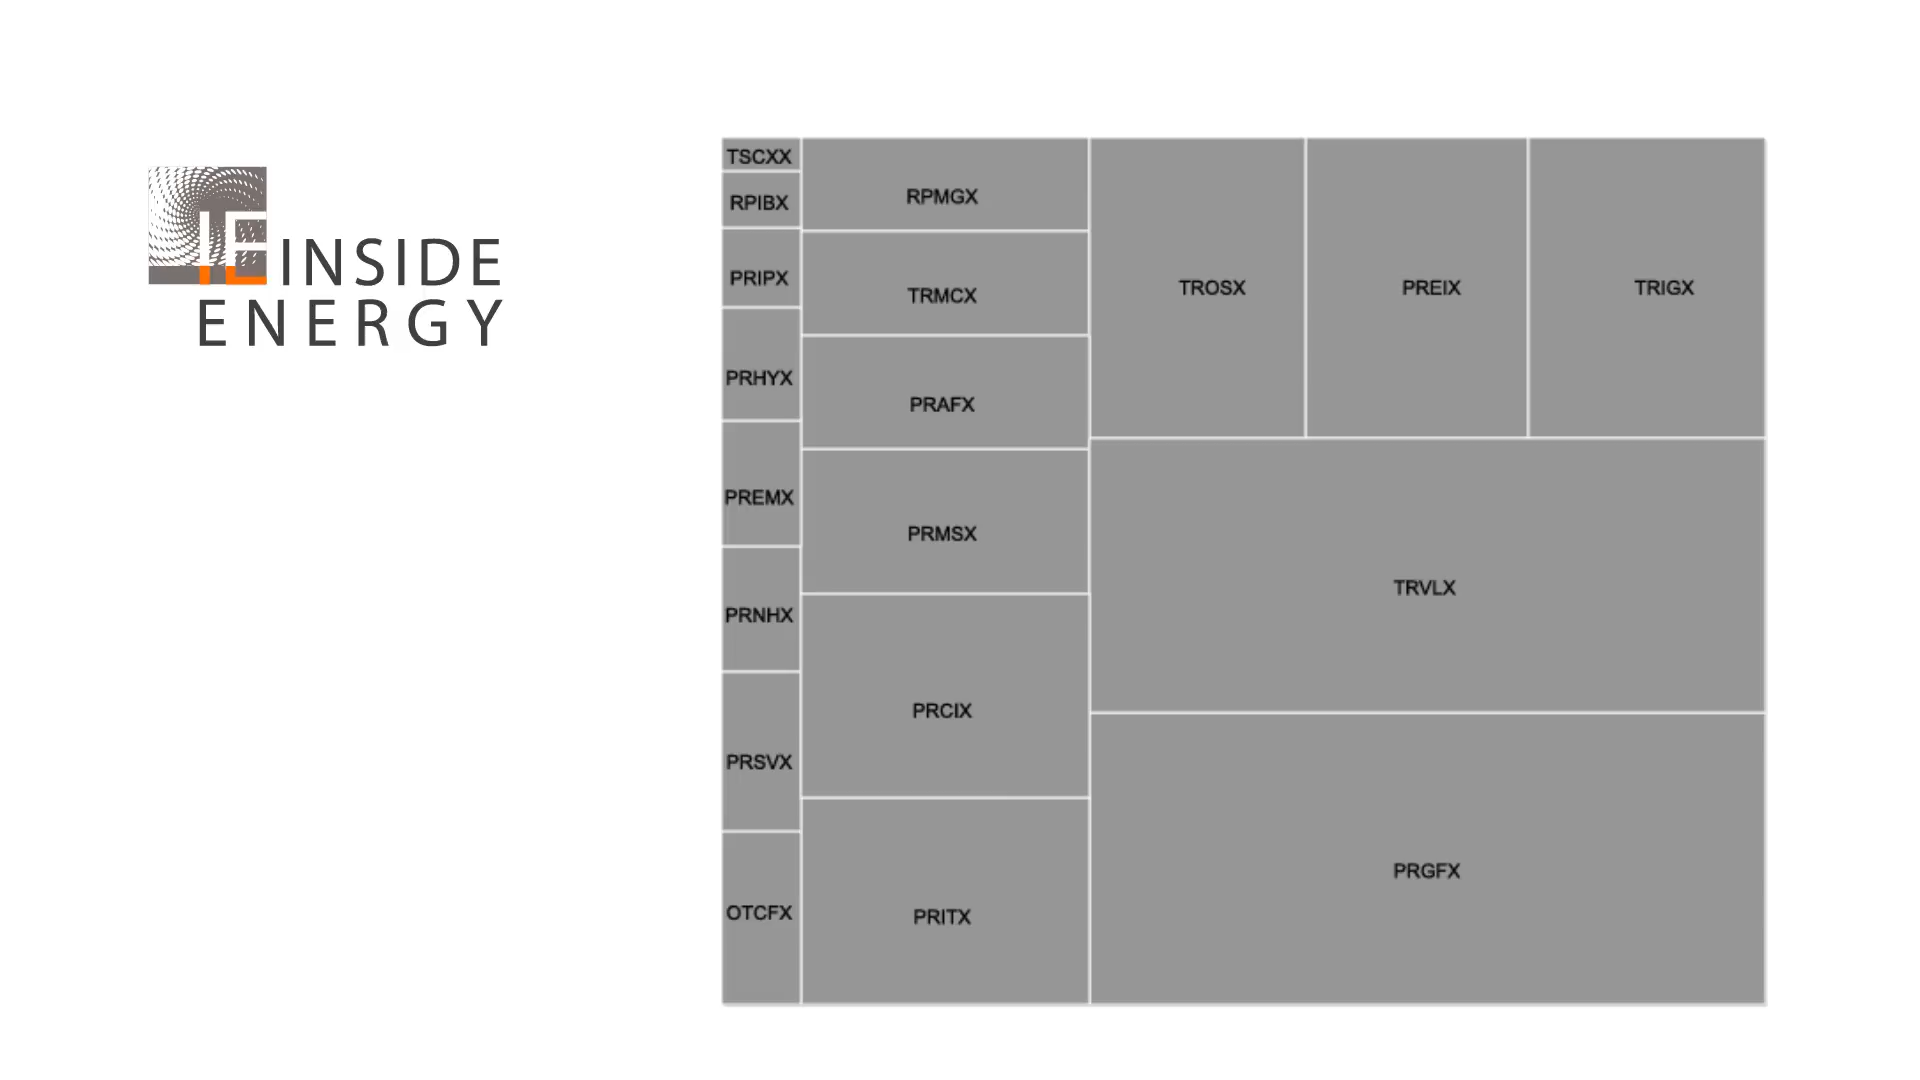 IE INSIDE
ENERGY
TSCXX
RPIBX
PRIPX
PRHYX
PREMX
PRNHX
PRSVX
OTCFX
RPMGX
TRMCX
PRAFX
PRMSX
PRCIX
PRITX
TROSX
PREIX
TRIGX
TRVLX
PRGFX